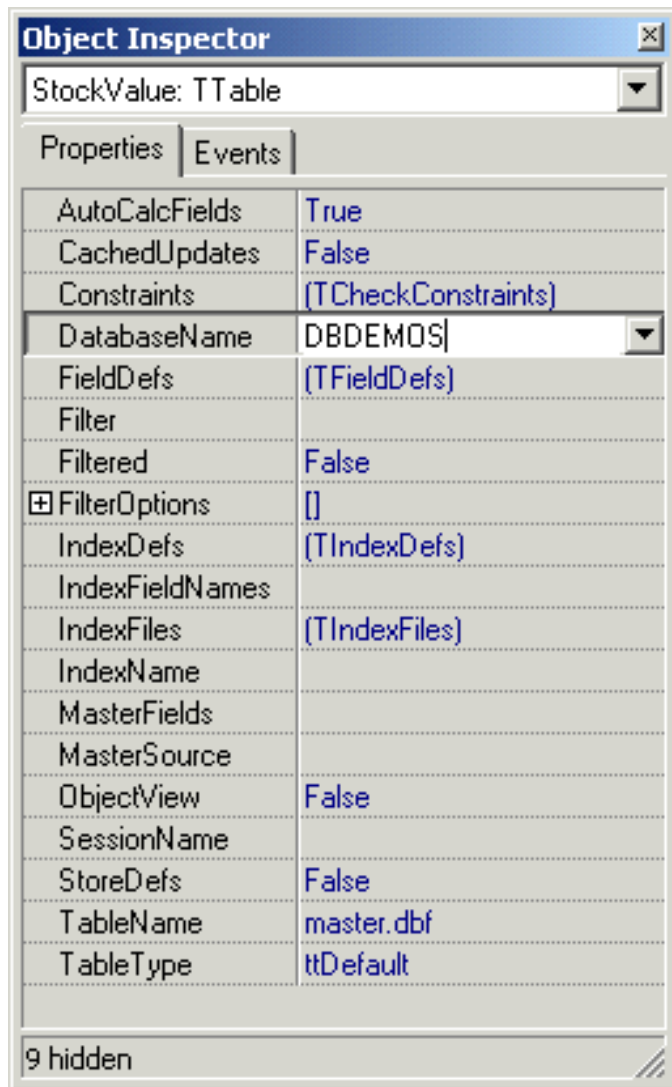 Object Inspector
StockValue: TTable
Properties Events
AutoCalcFields True
CachedUpdates False
Constraints (TCheckConstraints)
DatabaseName DBDEMOS
FieldDefs (TFieldDefs)
Filter
Filtered False
FilterOptions []
IndexDefs (TIndexDefs)
IndexFieldNames
IndexFiles (TIndexFiles)
IndexName
MasterFields
MasterSource
ObjectView False
SessionName
StoreDefs False
TableName master.dbf
TableType ttDefault
9 hidden